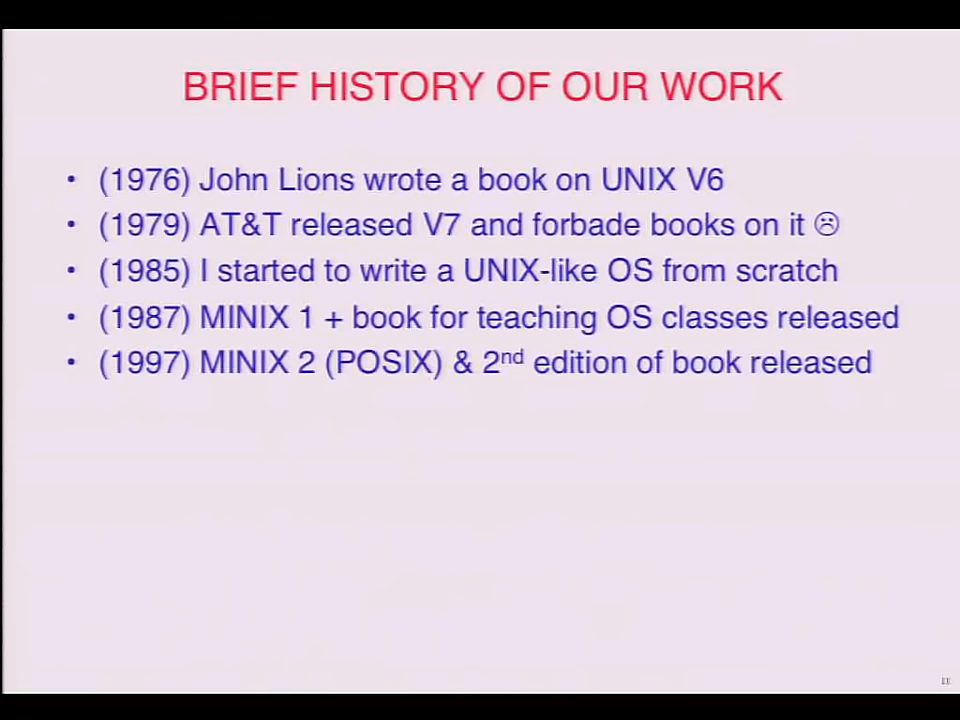 BRIEF HISTORY OF OUR WORK
• (1976) John Lions wrote a book on UNIX V6
• (1979) AT&T released V7 and forbade books on it ☹
• (1985) I started to write a UNIX-like OS from scratch
• (1987) MINIX 1 + book for teaching OS classes released
• (1997) MINIX 2 (POSIX) & 2nd edition of book released